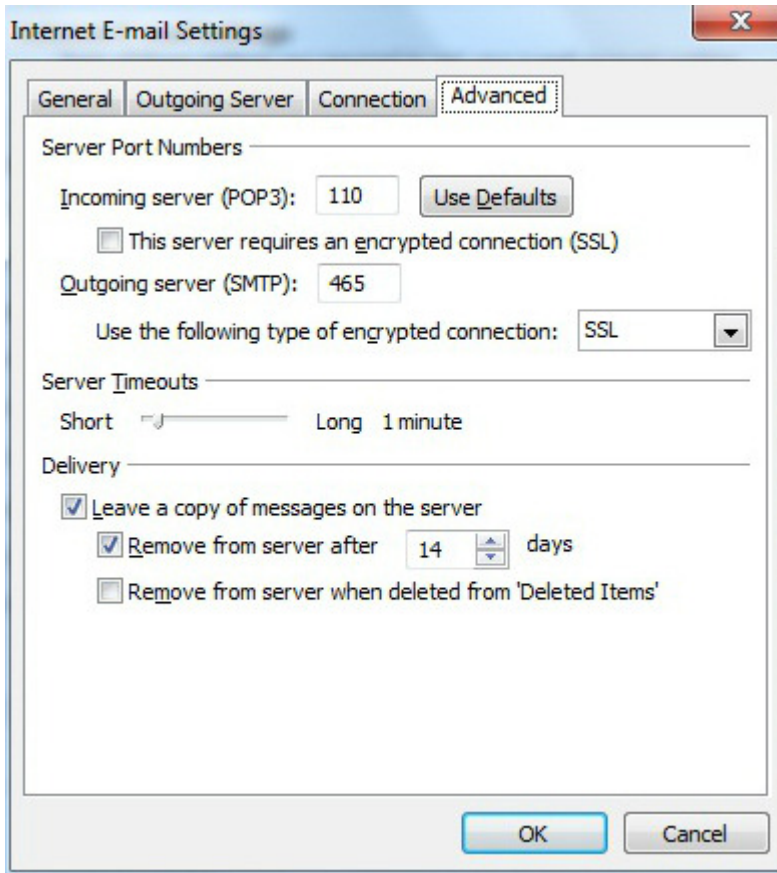 Internet E-mail Settings
General Outgoing Server Connection Advanced
Server Port Numbers
Incoming server (POP3): 110 Use Defaults
This server requires an encrypted connection (SSL)
Outgoing server (SMTP): 465
Use the following type of encrypted connection: SSL
Server Timeouts
Short Long 1 minute
Delivery
Leave a copy of messages on the server
Remove from server after 14 days
Remove from server when deleted from 'Deleted Items'
OK Cancel